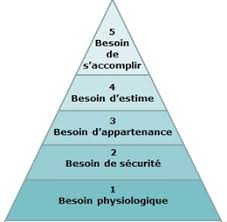 5
Besoin
de
s'accomplir
4
Besoin d'estime
3
Besoin d'appartenance
2
Besoin de sécurité
1
Besoin physiologique